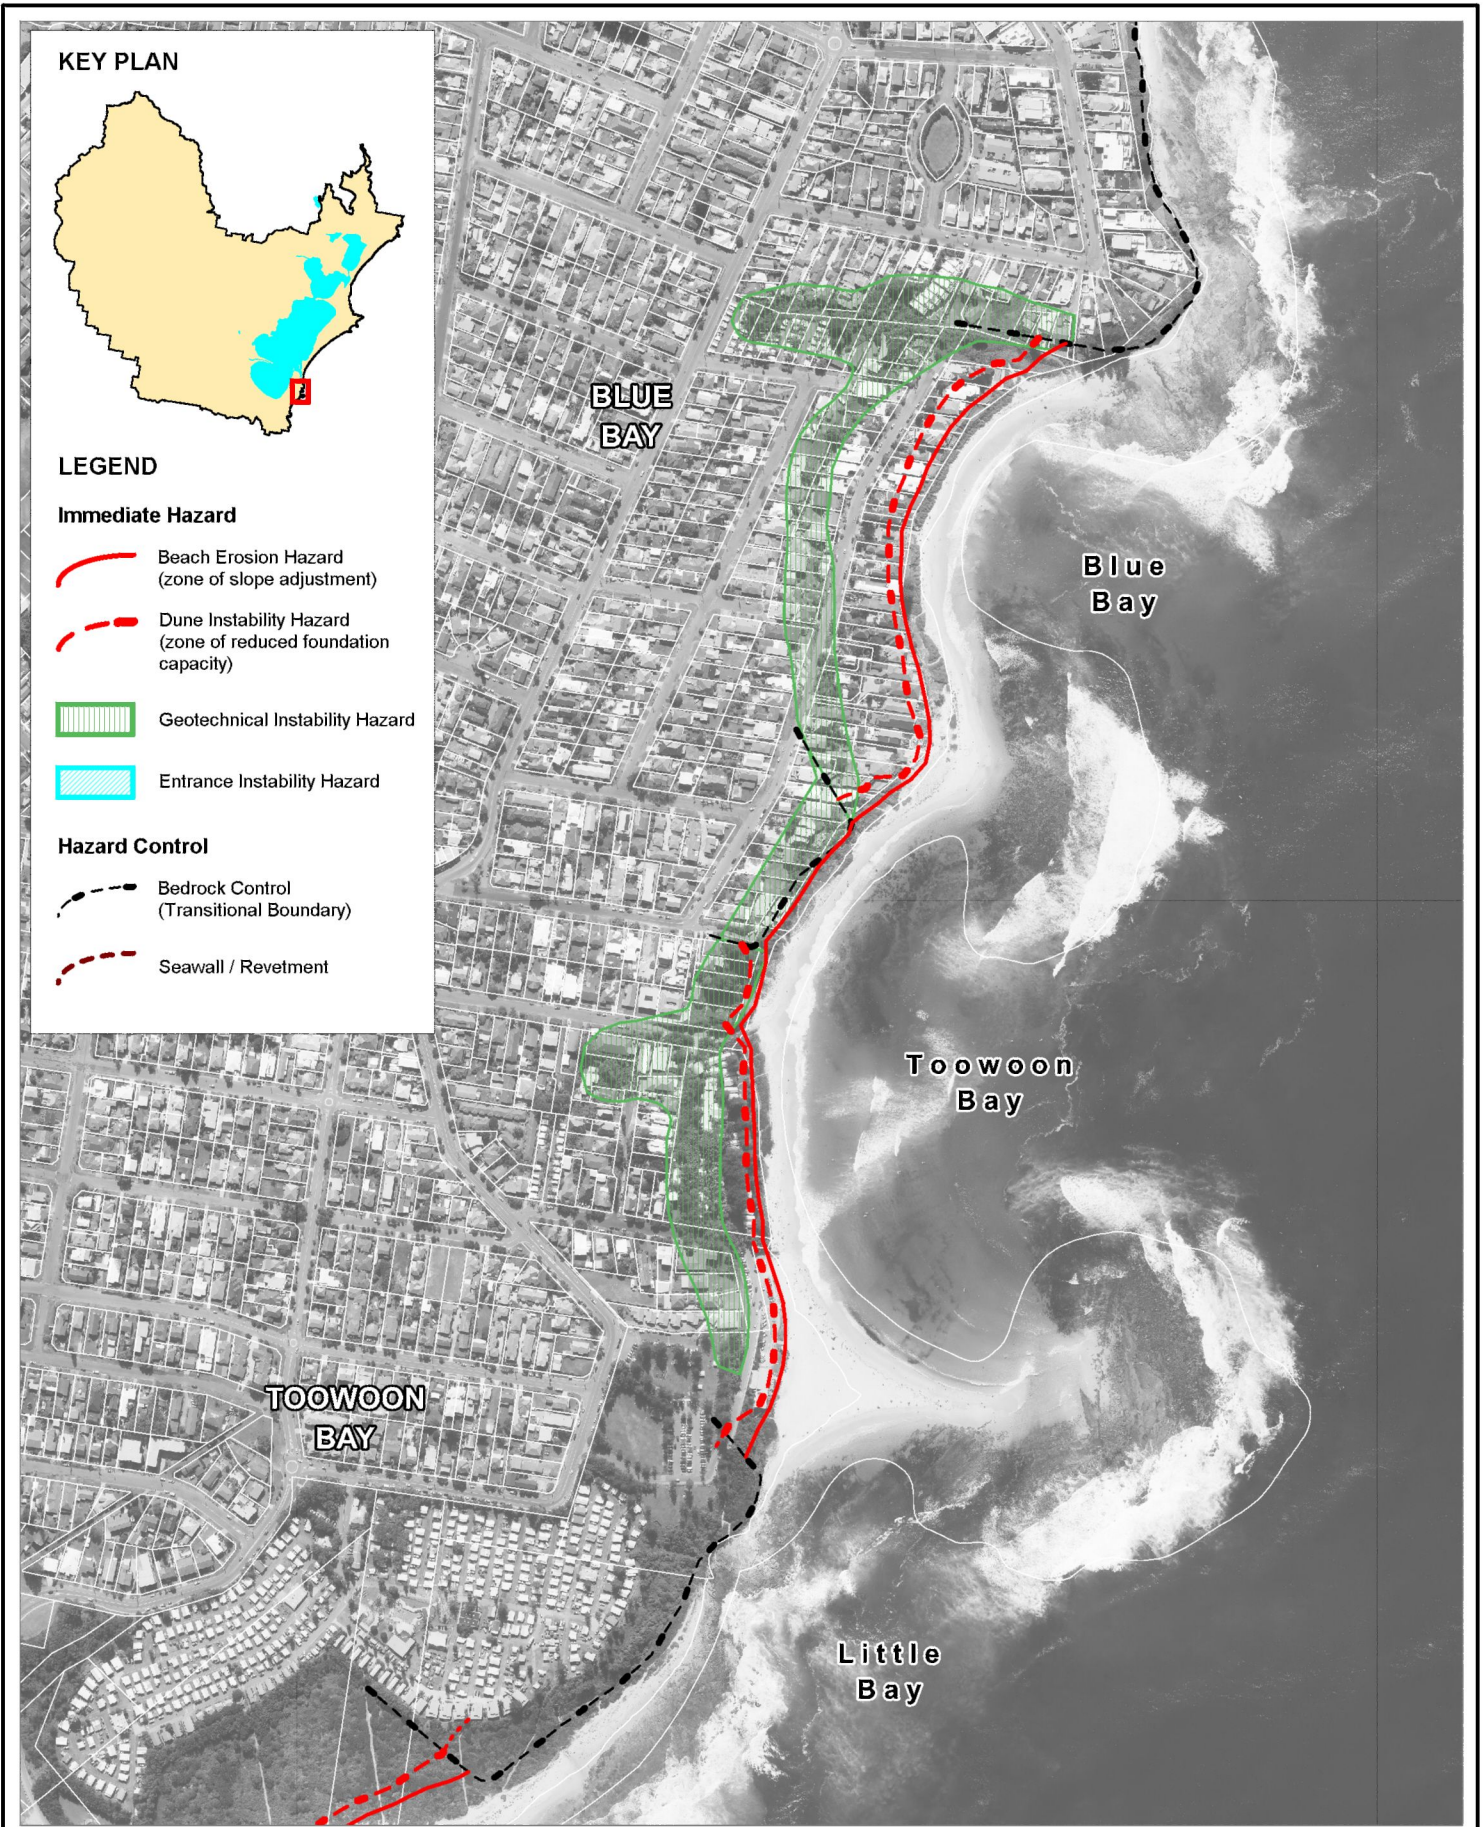 KEY PLAN
LEGEND
Immediate Hazard
Beach Erosion Hazard
(zone of slope adjustment)
Dune Instability Hazard
(zone of reduced foundation
capacity)
Geotechnical Instability Hazard
Entrance Instability Hazard
Hazard Control
Bedrock Control
(Transitional Boundary)
Seawall / Revetment
BLUE
BAY
Blue
Bay
Toowoon
Bay
TOOWOON
BAY
Little
Bay